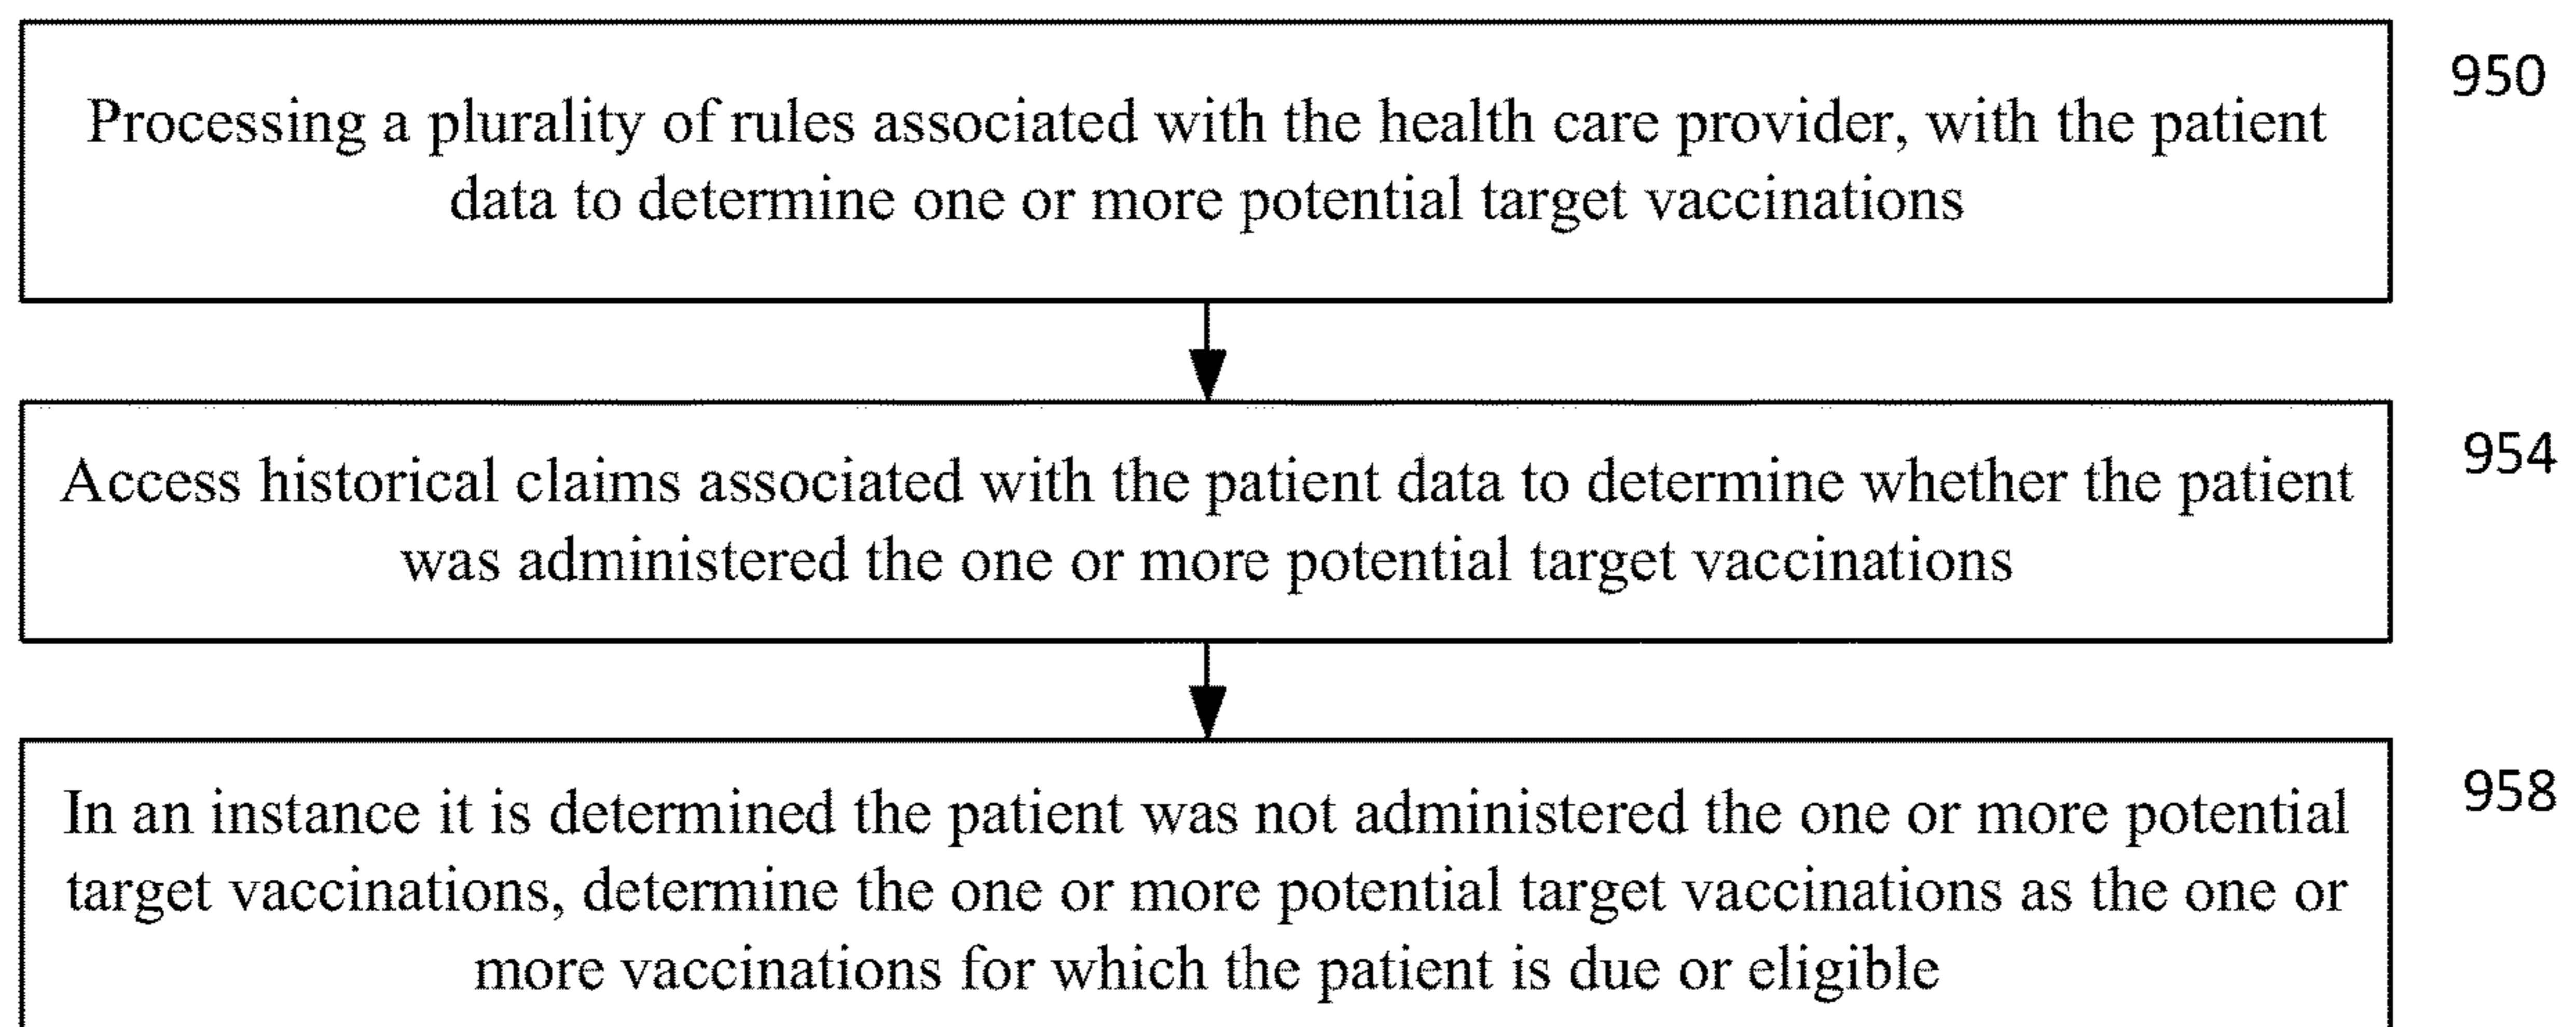 950
Processing a plurality of rules associated with the health care provider, with the patient
data to determine one or more potential target vaccinations
954
Access historical claims associated with the patient data to determine whether the patient
was administered the one or more potential target vaccinations
958
In an instance it is determined the patient was not administered the one or more potential
target vaccinations, determine the one or more potential target vaccinations as the one or
more vaccinations for which the patient is due or eligible